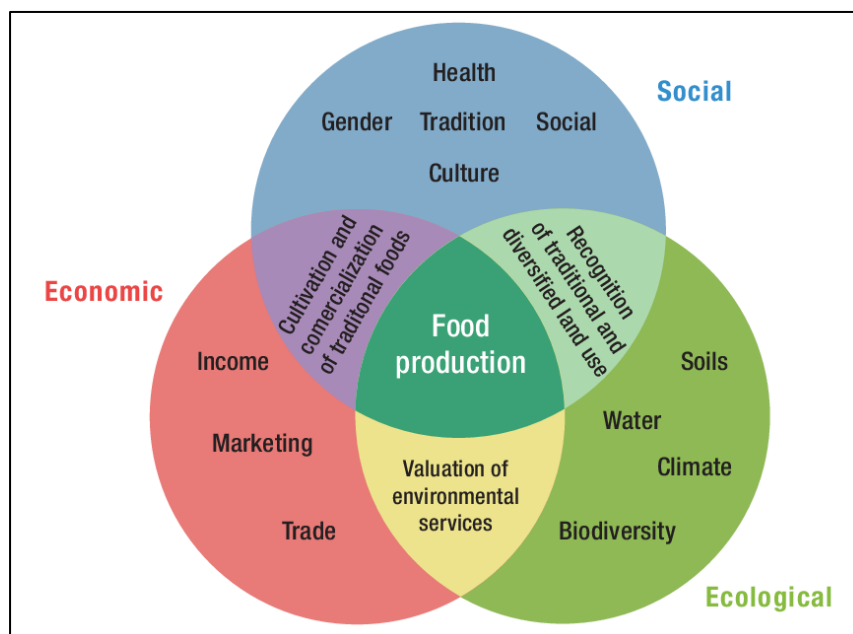 Health
Social
Gender Tradition Social
Culture
Cultivation and
comercialization
of traditonal foods
Recognition
of traditional and
diversified land use
Economic
Food
production
Income
Soils
Marketing
Water
Climate
Valuation of
environmental
services
Trade
Biodiversity
Ecological